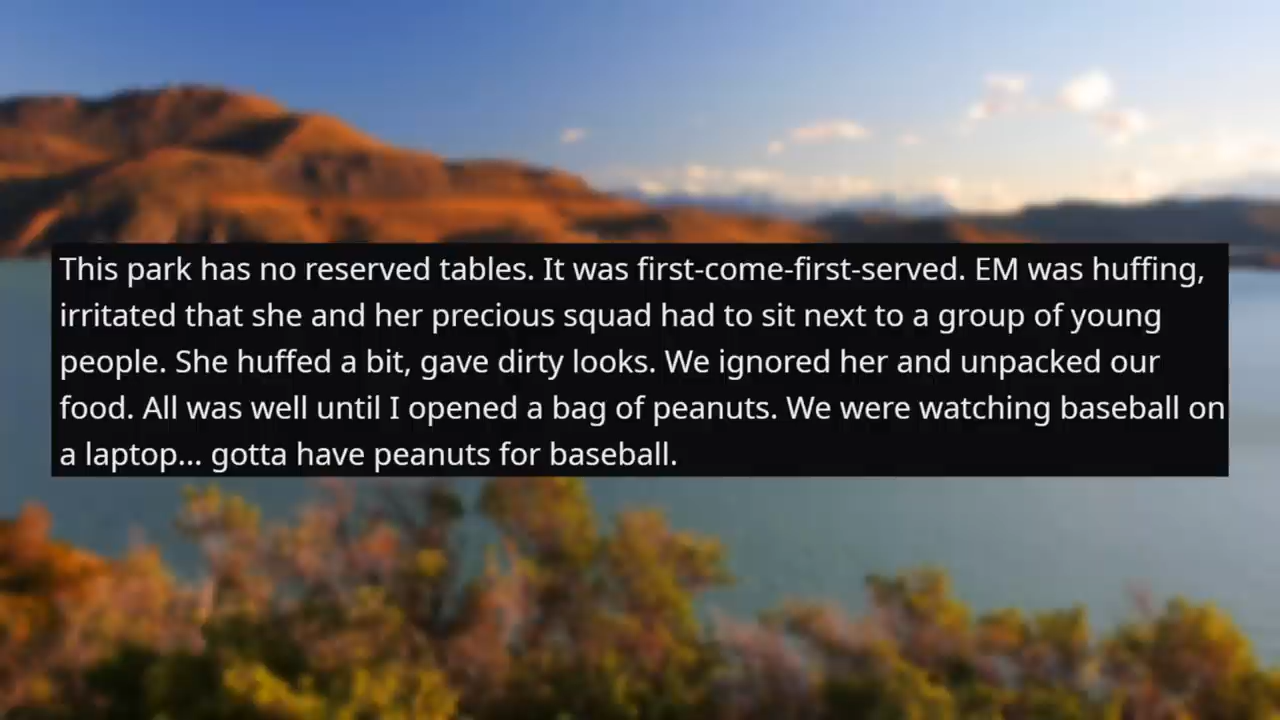 This park has no reserved tables. It was first-come-first-served. EM was huffing,
irritated that she and her precious squad had to sit next to a group of young
people. She huffed a bit, gave dirty looks. We ignored her and unpacked our
food. All was well until I opened a bag of peanuts. We were watching baseball on
a laptop... gotta have peanuts for baseball.